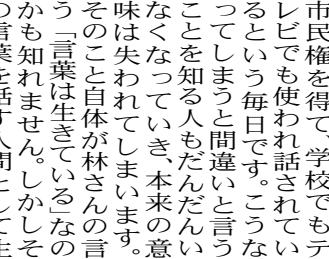 市民権を得て、学校でもテ
レビでも使われ話されてい
るという毎日です。こうな
ってしまうと間違いと言う
ことを知る人もだんだんい
なくなっていき、本来の意
味は失われてしまいます。
そのこと自体が林さんの言
う「言葉は生きている」なの
かも知れません。しかしそ
の言葉を話す人間として生